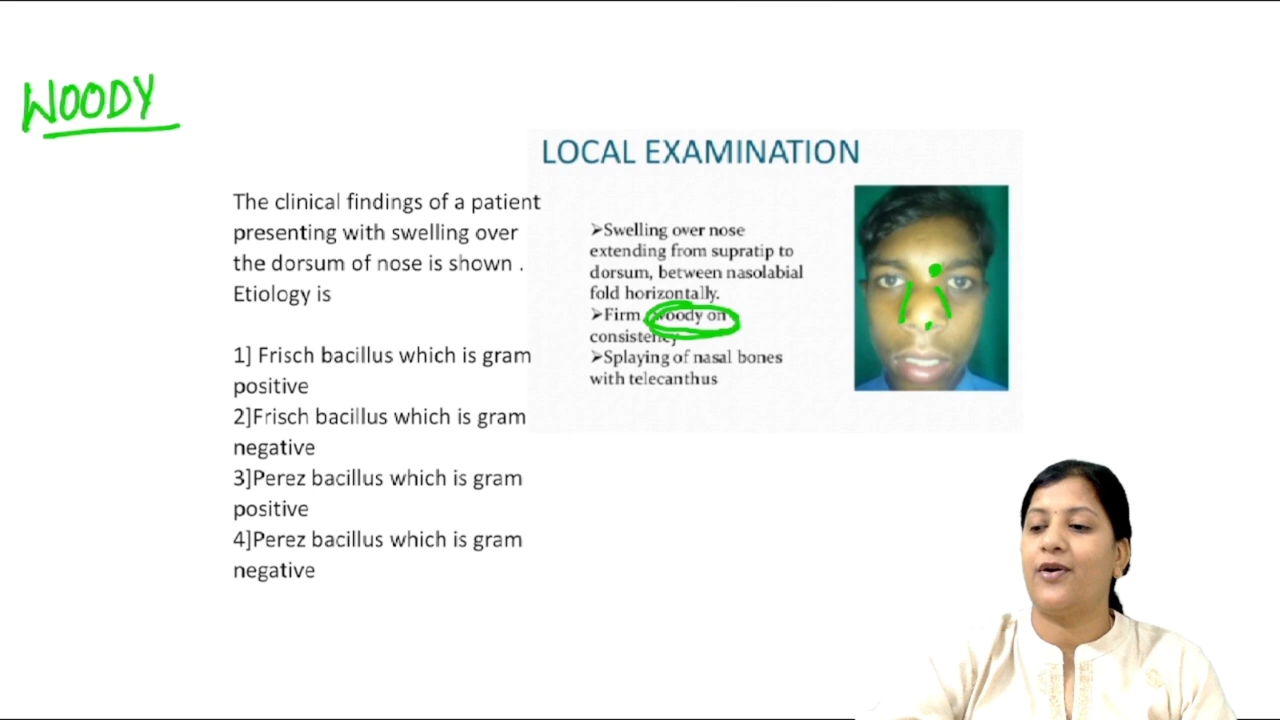 WOODY
LOCAL EXAMINATION
The clinical findings of a patient
presenting with swelling over
the dorsum of nose is shown .
Etiology is
1] Frisch bacillus which is gram
positive
2]Frisch bacillus which is gram
negative
3]Perez bacillus which is gram
positive
4]Perez bacillus which is gram
negative
➢Swelling over nose
extending from supratip to
dorsum, between nasolabial
fold horizontally.
➢Firm, woody on
consistency
➢Splaying of nasal bones
with telecanthus